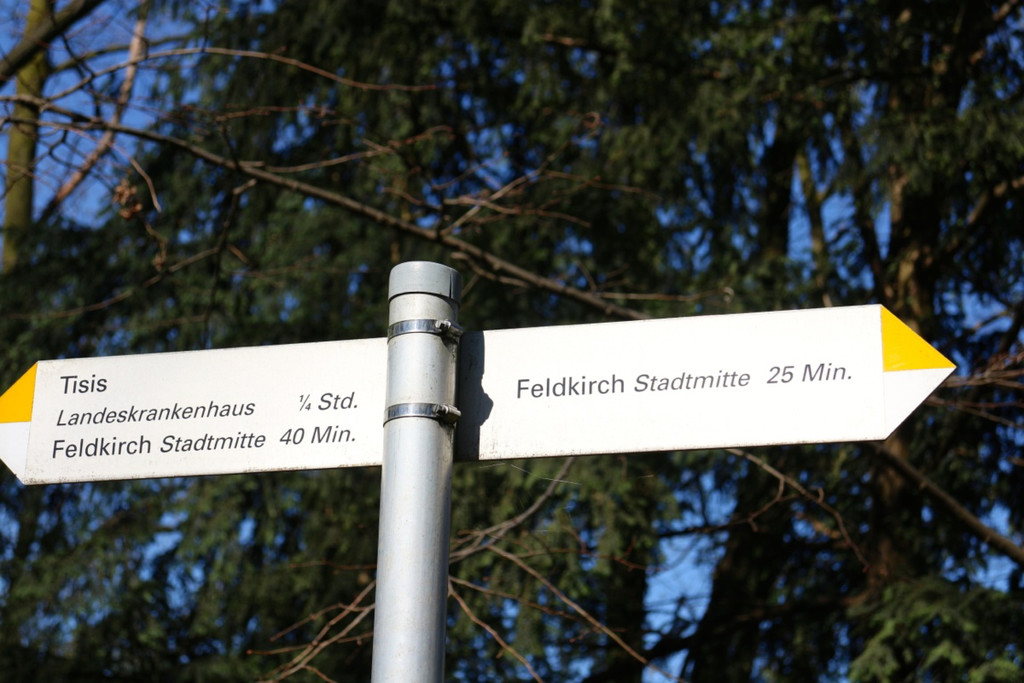 Tisis
Landeskrankenhaus ¼ Std.
Feldkirch Stadtmitte 40 Min.
Feldkirch Stadtmitte 25 Min.